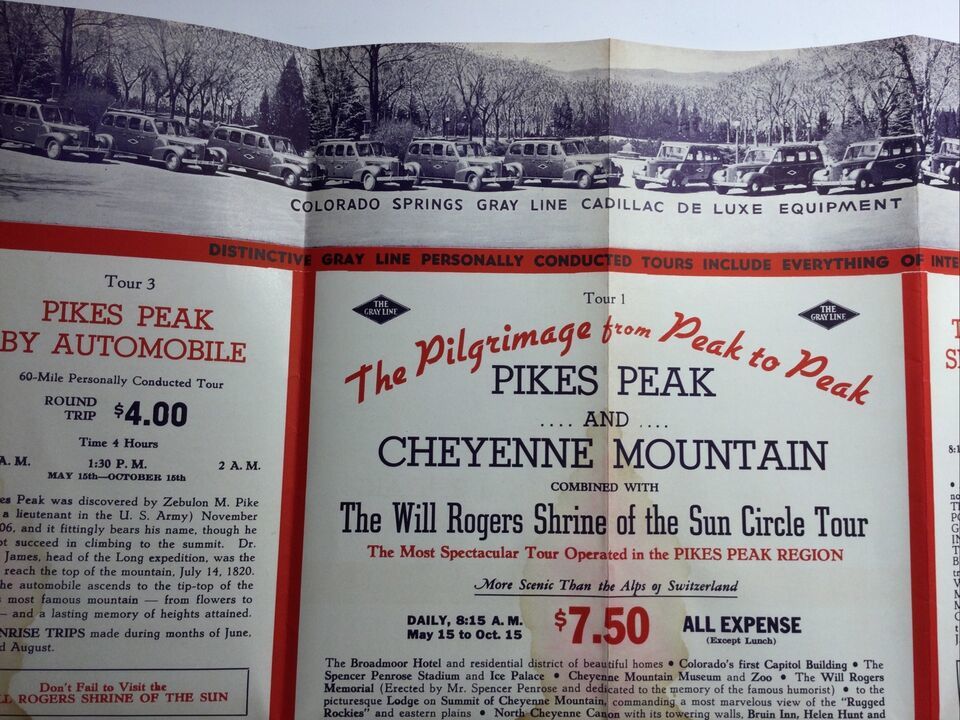 COLORADO SPRINGS GRAY LINE CADILLAC DE LUXE EQUIPMENT
DISTINCTIVE GRAY LINE PERSONALLY CONDUCTED TOURS INCLUDE EVERYTHING OF INTE
Tour 3
PIKES PEAK
BY AUTOMOBILE
60-Mile Personally Conducted Tour
ROUND TRIP $4.00
Time 4 Hours
A. M. 1:30 P. M. 2 A. M.
MAY 15th—OCTOBER 15th
es Peak was discovered by Zebulon M. Pike
a lieutenant in the U. S. Army) November
06, and it fittingly bears his name, though he
ot succeed in climbing to the summit. Dr.
James, head of the Long expedition, was the
reach the top of the mountain, July 14, 1820.
he automobile ascends to the tip-top of the
most famous mountain — from flowers to
— and a lasting memory of heights attained.
NRISE TRIPS made during months of June,
d August.
Don't Fail to Visit the
LL ROGERS SHRINE OF THE SUN
Tour 1
THE
GRAY LINE
THE
GRAY LINE
The Pilgrimage from Peak to Peak
PIKES PEAK
.... AND ....
CHEYENNE MOUNTAIN
COMBINED WITH
The Will Rogers Shrine of the Sun Circle Tour
The Most Spectacular Tour Operated in the PIKES PEAK REGION
More Scenic Than the Alps of Switzerland
DAILY, 8:15 A. M.
May 15 to Oct. 15
$7.50
ALL EXPENSE
(Except Lunch)
The Broadmoor Hotel and residential district of beautiful homes • Colorado's first Capitol Building • The
Spencer Penrose Stadium and Ice Palace • Cheyenne Mountain Museum and Zoo • The Will Rogers
Memorial (Erected by Mr. Spencer Penrose and dedicated to the memory of the famous humorist) • to the
picturesque Lodge on Summit of Cheyenne Mountain, commanding a most marvelous view of the "Rugged
Rockies" and eastern plains • North Cheyenne Canon with its towering walls, Bruin Inn, Helen Hunt and